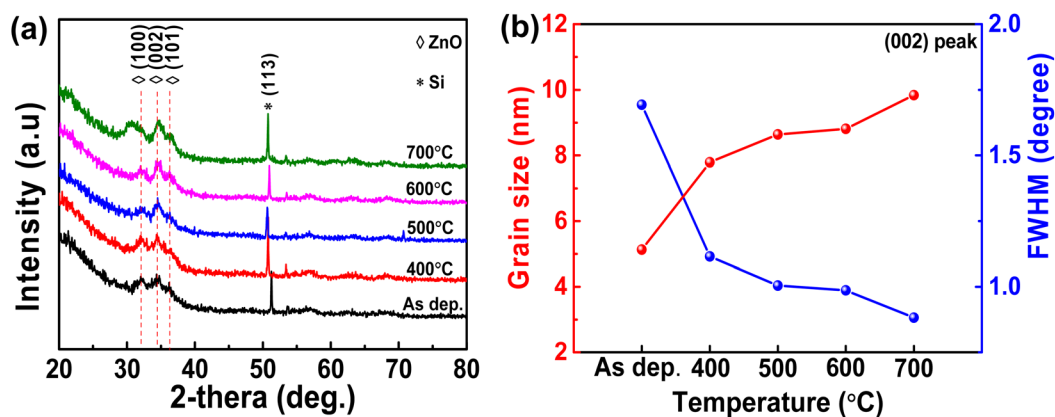 (a)
◊ (100)
◊ (002)
◊ (101)
◊ ZnO
* Si
* (113)
700°C
600°C
500°C
400°C
As dep.
Intensity (a.u)
20 30 40 50 60 70 80
2-thera (deg.)
(b)
(002) peak
12
10
8
6
4
2
Grain size (nm)
2.0
1.5
1.0
FWHM (degree)
As dep. 400 500 600 700
Temperature (°C)